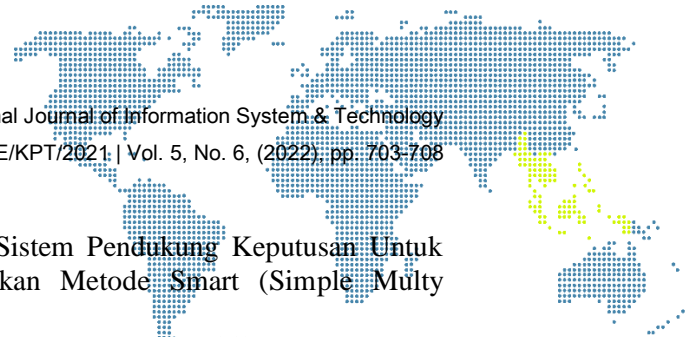 nal Journal of Information System & Technology
E/KPT/2021 | Vol. 5, No. 6, (2022), pp. 703-708
Sistem Pendukung Keputusan Untuk
kan Metode Smart (Simple Multy